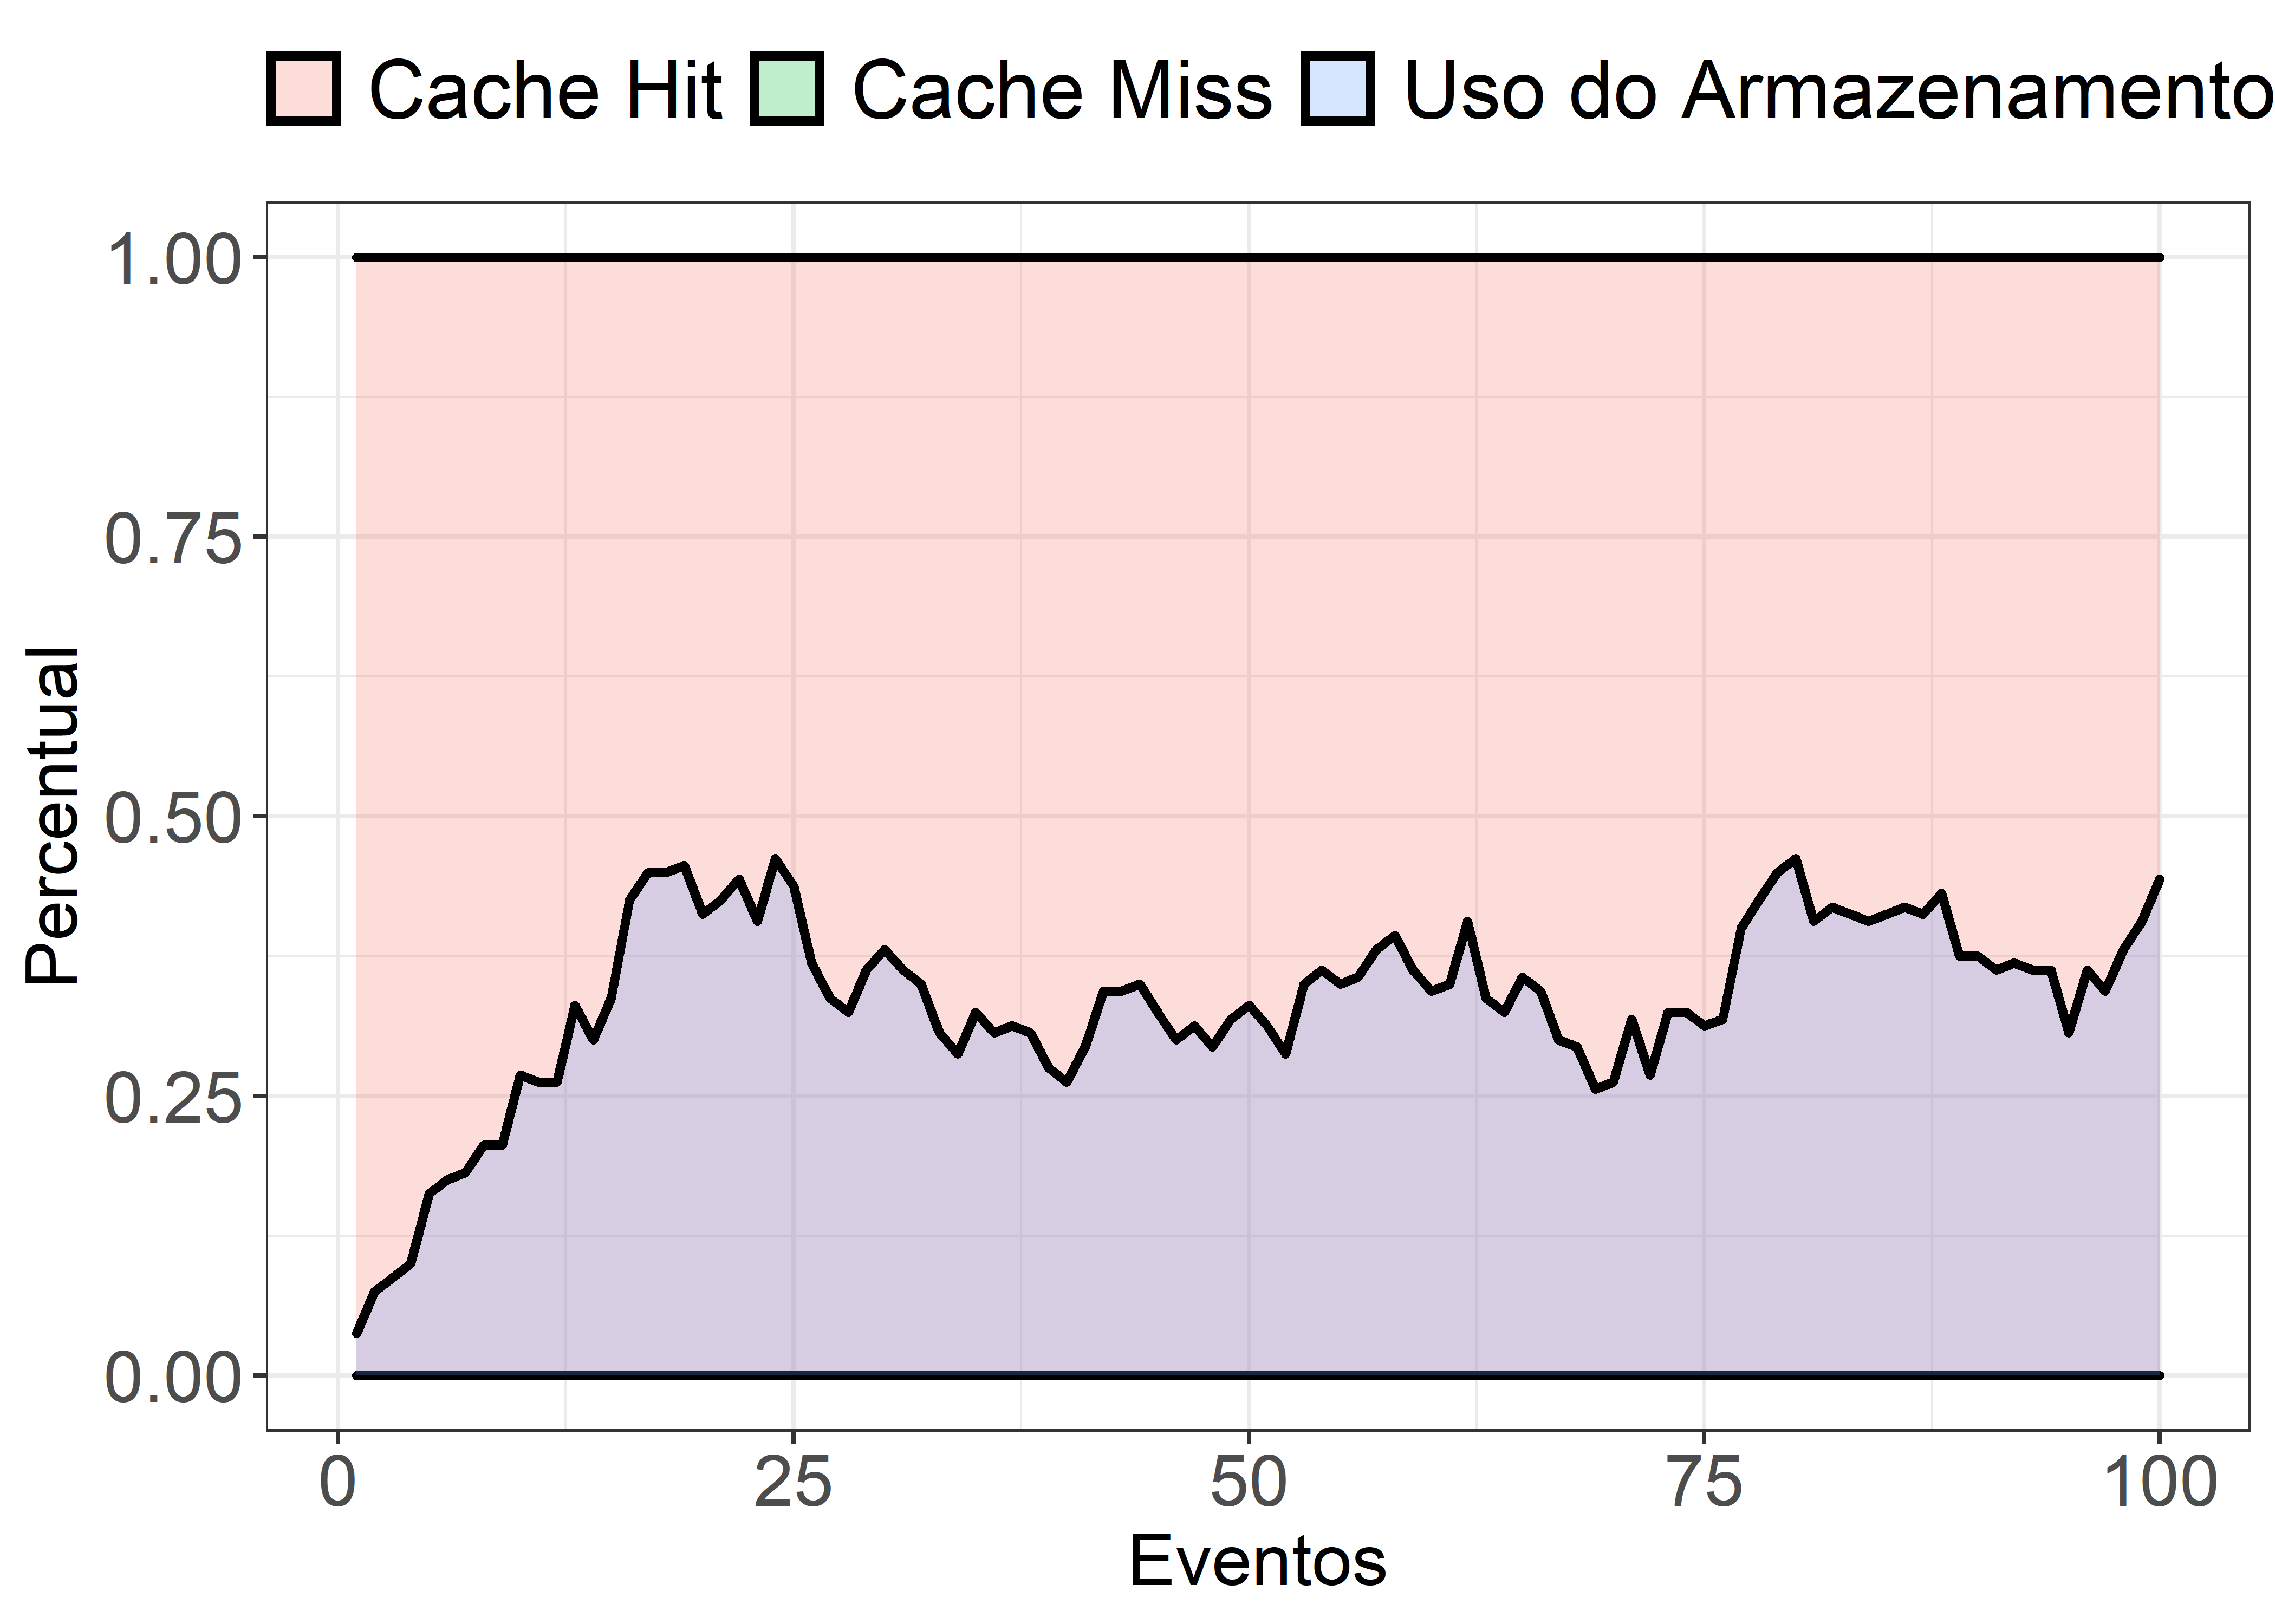 Cache Hit Cache Miss Uso do Armazenamento
Percentual
1.00
0.75
0.50
0.25
0.00
0 25 50 75 100
Eventos